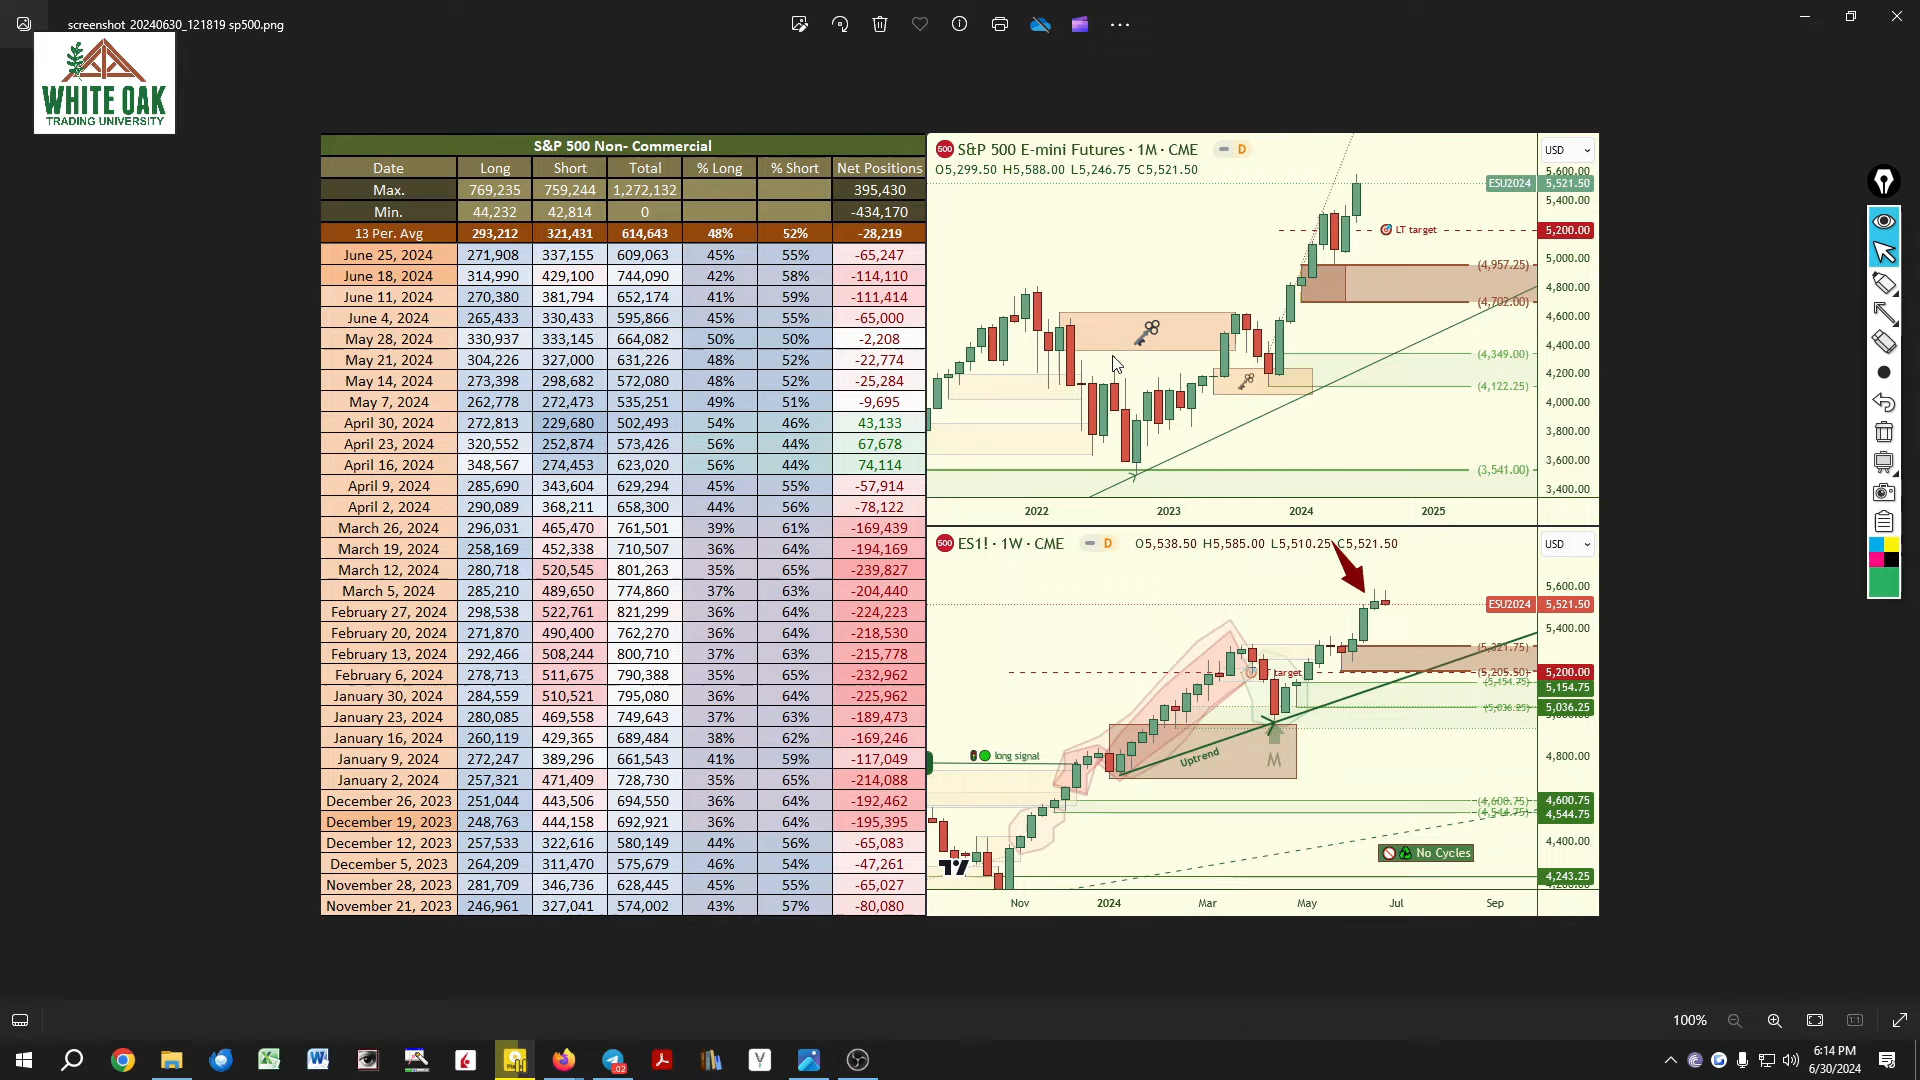 screenshot 20240630_121819 sp500.png
WHITE OAK
TRADING UNIVERSITY
S&P 500 Non- Commercial
Date Long Short Total % Long % Short Net Positions
Max. 769,235 759,244 1,272,132 395,430
Min. 44,232 42,814 0 -434,170
13 Per. Avg 293,212 321,431 614,643 48% 52% -28,219
June 25, 2024 271,908 337,155 609,063 45% 55% -65,247
June 18, 2024 314,990 429,100 744,090 42% 58% -114,110
June 11, 2024 270,380 381,794 652,174 41% 59% -111,414
June 4, 2024 265,433 330,433 595,866 45% 55% -65,000
May 28, 2024 330,937 333,145 664,082 50% 50% -2,208
May 21, 2024 304,226 327,000 631,226 48% 52% -22,774
May 14, 2024 273,398 298,682 572,080 48% 52% -25,284
May 7, 2024 262,778 272,473 535,251 49% 51% -9,695
April 30, 2024 272,813 229,680 502,493 54% 46% 43,133
April 23, 2024 320,552 252,874 573,426 56% 44% 67,678
April 16, 2024 348,567 274,453 623,020 56% 44% 74,114
April 9, 2024 285,690 343,604 629,294 45% 55% -57,914
April 2, 2024 290,089 368,211 658,300 44% 56% -78,122
March 26, 2024 296,031 465,470 761,501 39% 61% -169,439
March 19, 2024 258,169 452,338 710,507 36% 64% -194,169
March 12, 2024 280,718 520,545 801,263 35% 65% -239,827
March 5, 2024 285,210 489,650 774,860 37% 63% -204,440
February 27, 2024 298,538 522,761 821,299 36% 64% -224,223
February 20, 2024 271,870 490,400 762,270 36% 64% -218,530
February 13, 2024 292,466 508,244 800,710 37% 63% -215,778
February 6, 2024 278,713 511,675 790,388 35% 65% -232,962
January 30, 2024 284,559 510,521 795,080 36% 64% -225,962
January 23, 2024 280,085 469,558 749,643 37% 63% -189,473
January 16, 2024 260,119 429,365 689,484 38% 62% -169,246
January 9, 2024 272,247 389,296 661,543 41% 59% -117,049
January 2, 2024 257,321 471,409 728,730 35% 65% -214,088
December 26, 2023 251,044 443,506 694,550 36% 64% -192,462
December 19, 2023 248,763 444,158 692,921 36% 64% -195,395
December 12, 2023 257,533 322,616 580,149 44% 56% -65,083
December 5, 2023 264,209 311,470 575,679 46% 54% -47,261
November 28, 2023 281,709 346,736 628,445 45% 55% -65,027
November 21, 2023 246,961 327,041 574,002 43% 57% -80,080
500 S&P 500 E-mini Futures · 1M · CME D
O5,299.50 H5,588.00 L5,246.75 C5,521.50
USD
5,600.00
ESU2024 5,521.50
5,400.00
LT target 5,200.00
5,000.00
(4,957.25)
4,800.00
(4,702.00)
4,600.00
4,400.00
(4,349.00)
4,200.00
(4,122.25)
4,000.00
3,800.00
3,600.00
(3,541.00)
3,400.00
2022 2023 2024 2025
500 ES1! · 1W · CME D O5,538.50 H5,585.00 L5,510.25 C5,521.50
USD
5,600.00
ESU2024 5,521.50
5,400.00
(5,321.75)
target (5,205.50) 5,200.00
(5,154.75) 5,154.75
(5,036.25) 5,036.25
long signal Uptrend M 4,800.00
(4,600.75) 4,600.75
(4,544.75) 4,544.75
4,400.00
No Cycles
4,243.25
Nov 2024 Mar May Jul Sep
100%
6:14 PM
6/30/2024